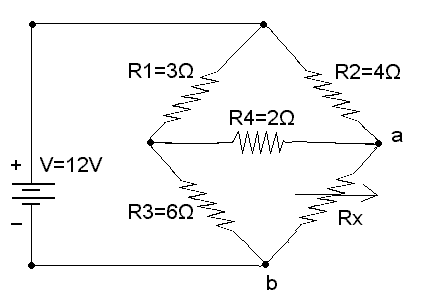 R1=3Ω
R2=4Ω
R4=2Ω
a
+
V=12V
R3=6Ω
–
Rx
b